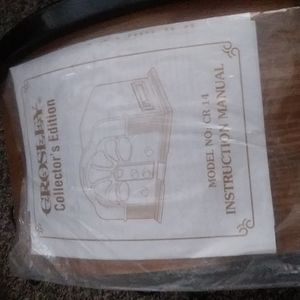 CROSLEY
Collector's Edition
MODEL NO.: CR 14
INSTRUCTION MANUAL